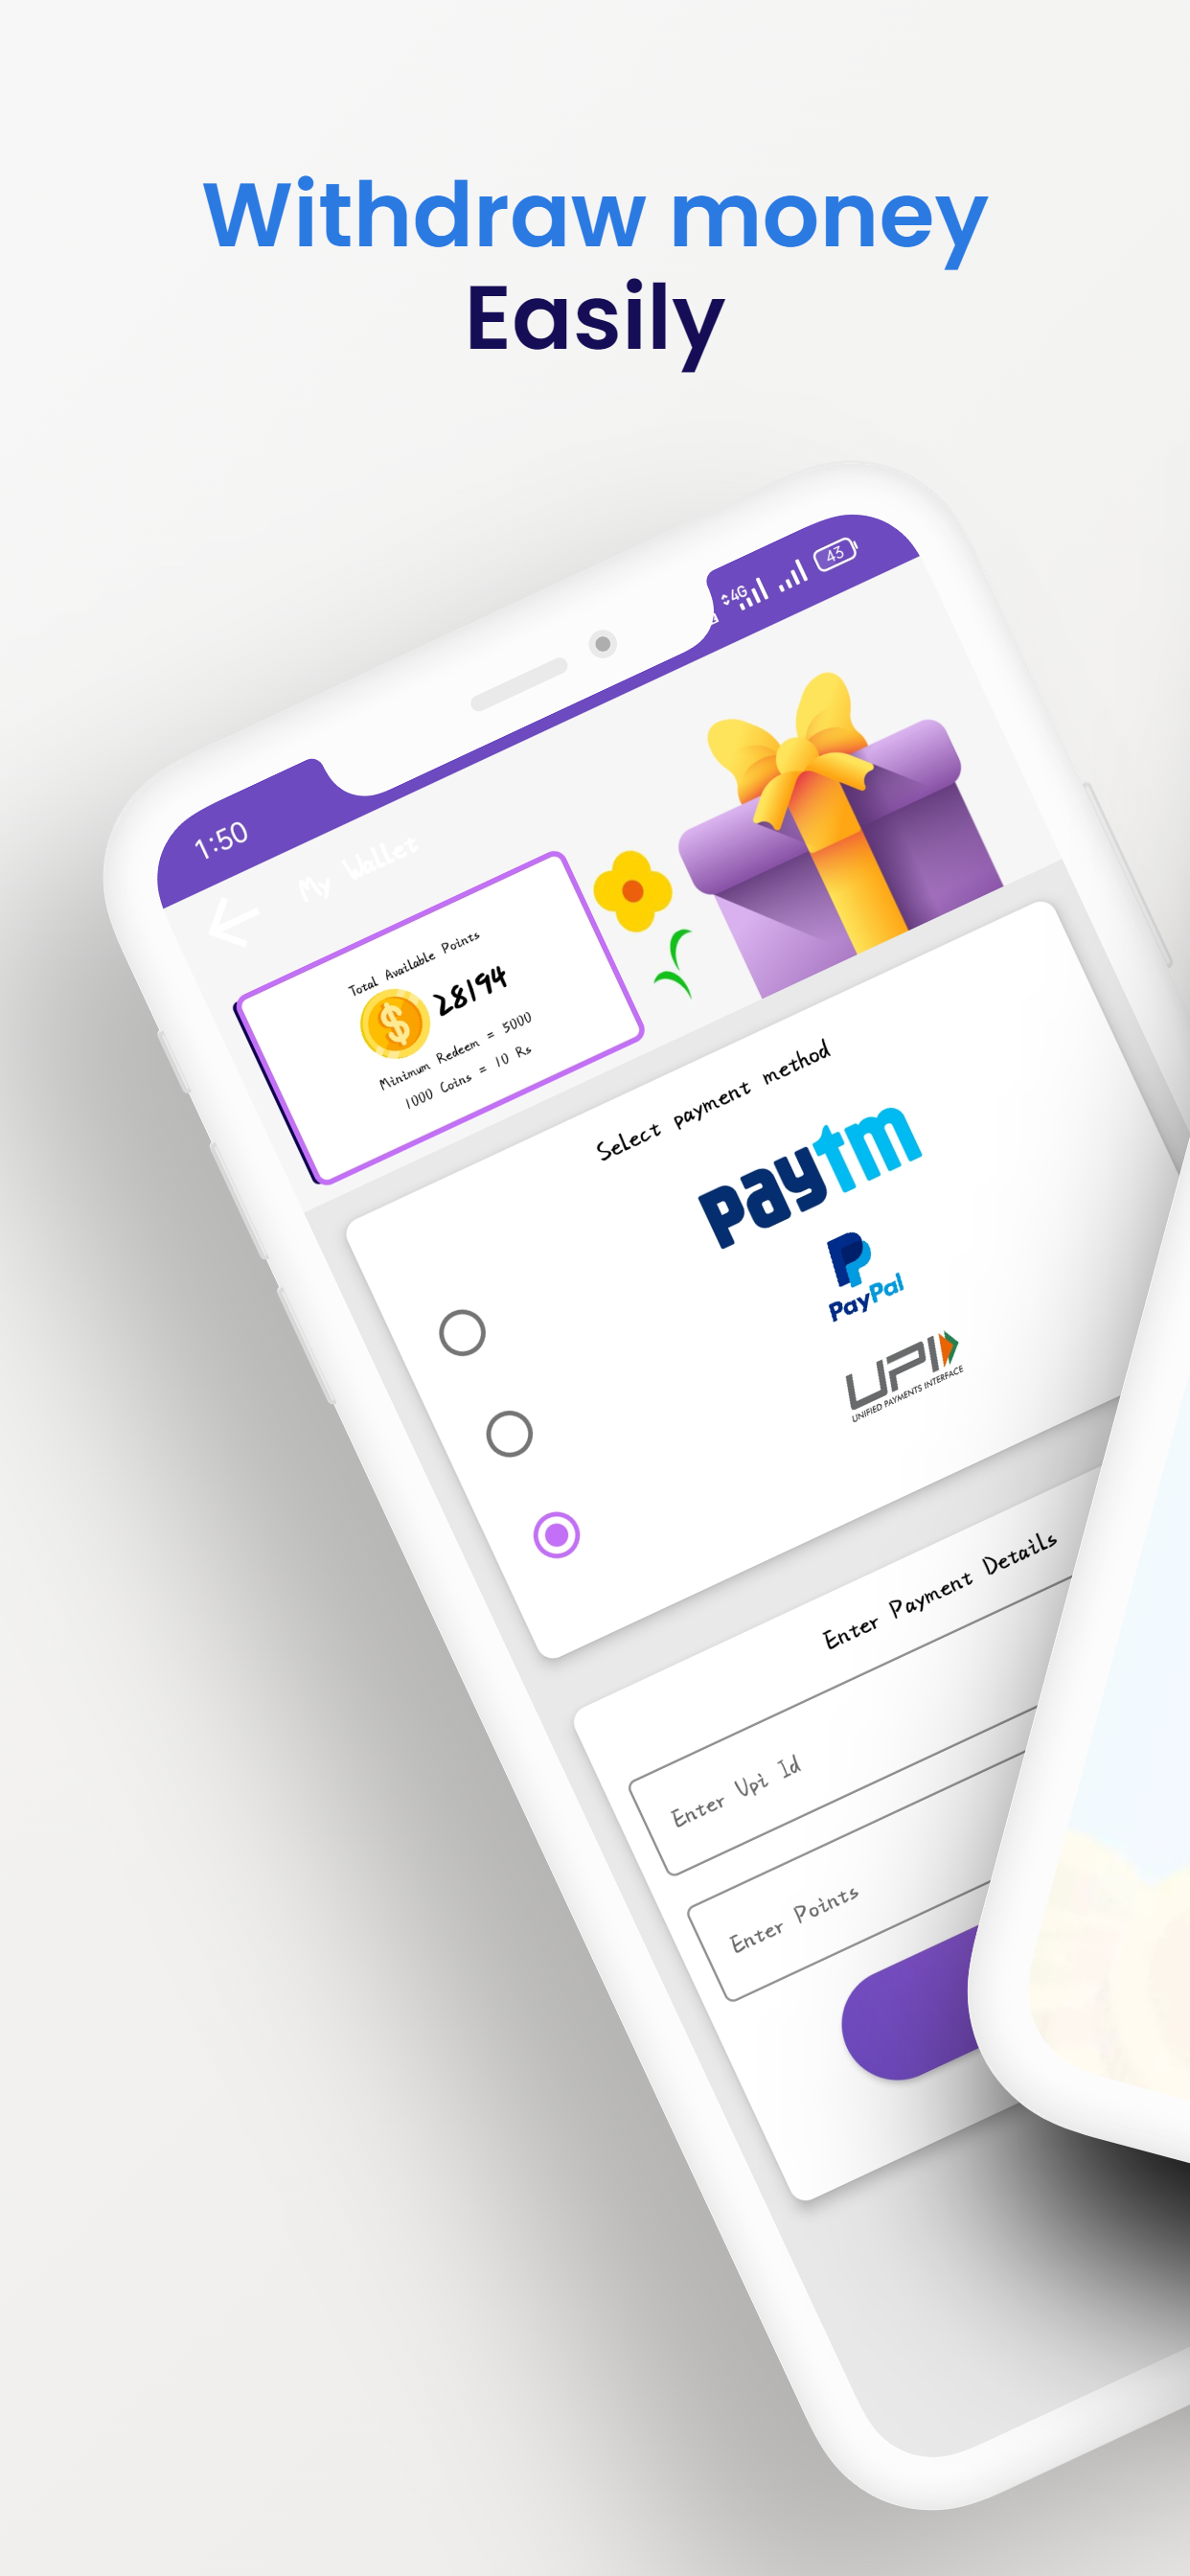 Withdraw money
Easily
1:50
4G
43
My Wallet
Total Available Points
$
28194
Minimum Redeem = 5000
1000 Coins = 10 Rs
Select payment method
paytm
PayPal
UPI
UNIFIED PAYMENTS INTERFACE
Enter Payment Details
Enter Upi Id
Enter Points